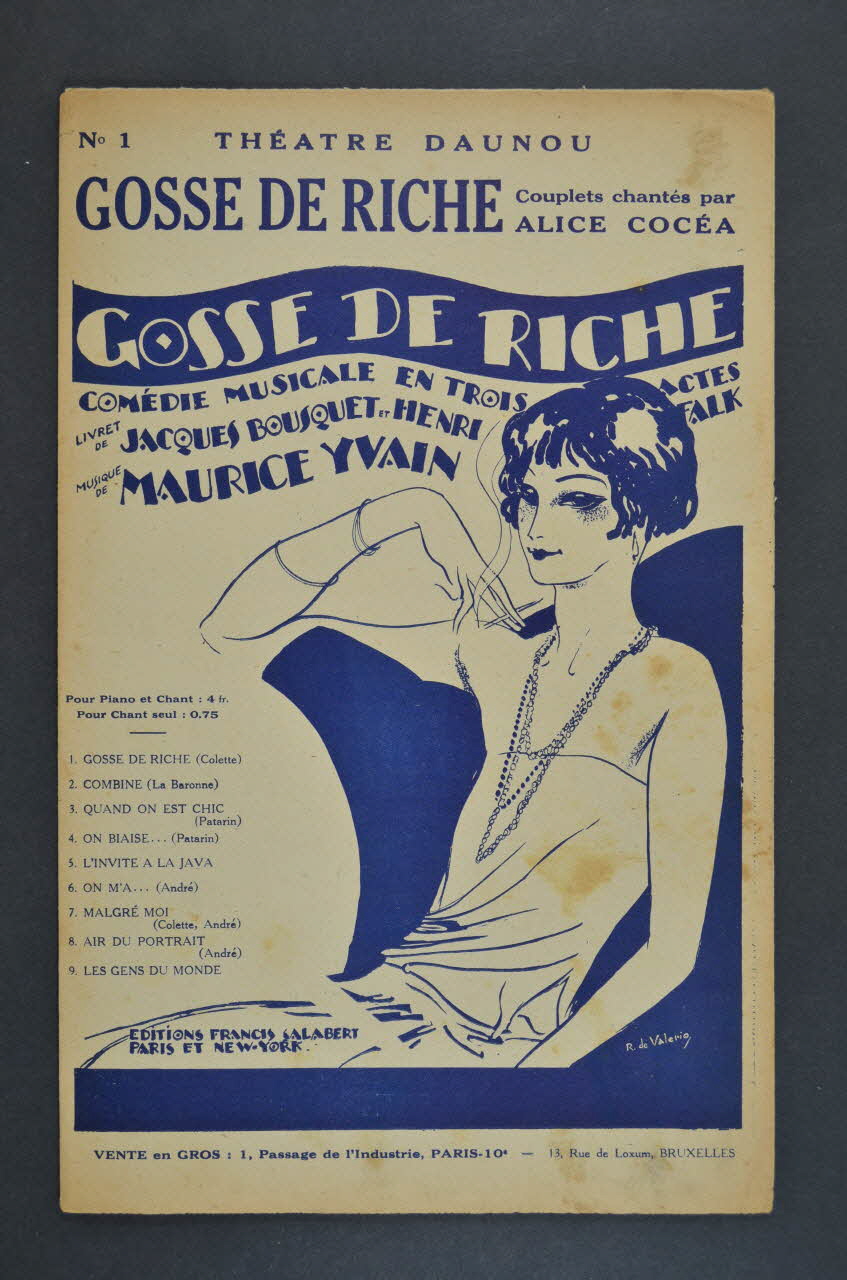 No 1 THÉATRE DAUNOU
GOSSE DE RICHE
Couplets chantés par
ALICE COCÉA
GOSSE DE RICHE
COMÉDIE MUSICALE EN TROIS ACTES
LIVRET DE JACQUES BOUSQUET ET HENRI FALK
MUSIQUE DE MAURICE YVAIN
Pour Piano et Chant : 4 fr.
Pour Chant seul : 0.75
1. GOSSE DE RICHE (Colette)
2. COMBINE (La Baronne)
3. QUAND ON EST CHIC
(Patarin)
4. ON BIAISE... (Patarin)
5. L'INVITE A LA JAVA
6. ON M'A... (André)
7. MALGRÉ MOI
(Colette, André)
8. AIR DU PORTRAIT
(André)
9. LES GENS DU MONDE
EDITIONS FRANCIS SALABERT
PARIS ET NEW-YORK.
R. de Valerio
VENTE en GROS : 1, Passage de l'Industrie, PARIS-10e — 13, Rue de Loxum, BRUXELLES